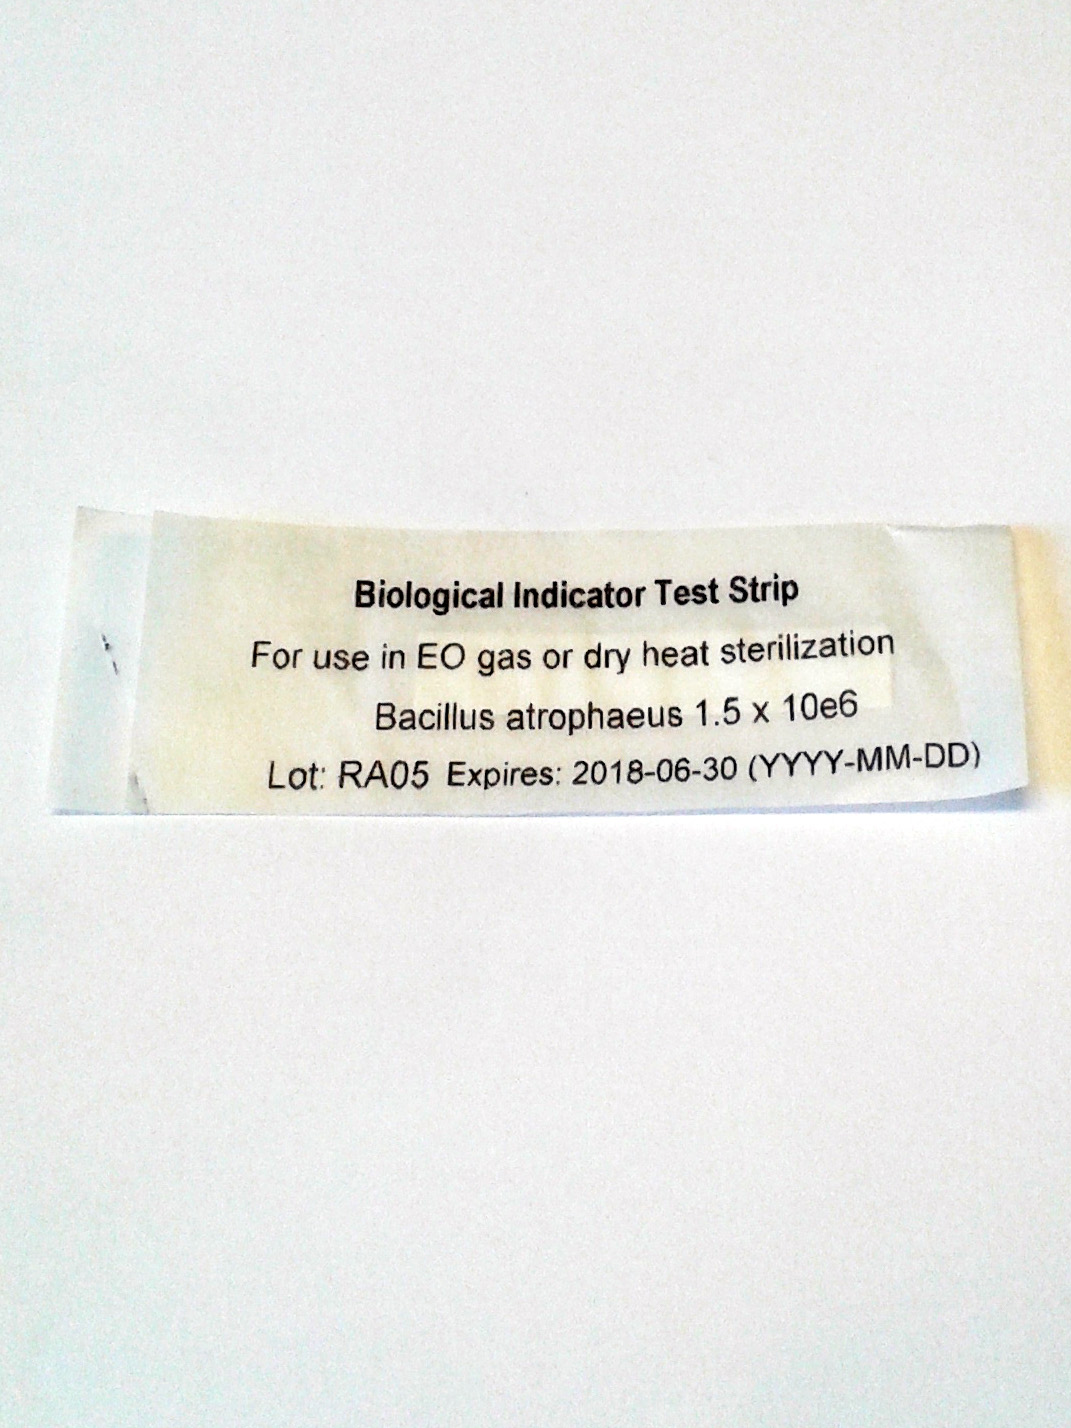 Biological Indicator Test Strip
For use in EO gas or dry heat sterilization
Bacillus atrophaeus 1.5 x 10e6
Lot: RA05 Expires: 2018-06-30 (YYYY-MM-DD)